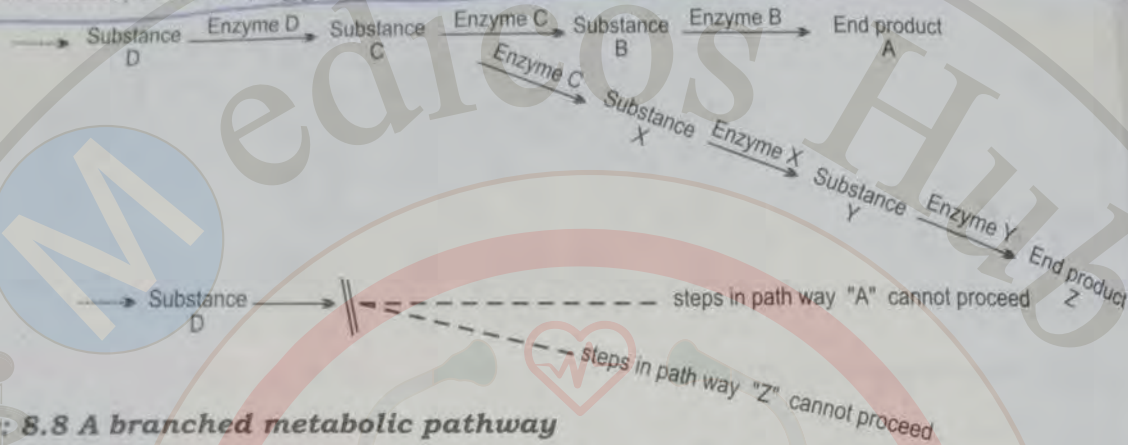 Substance D Enzyme D Substance C Enzyme C Substance B Enzyme B End product A
Enzyme C Substance X Enzyme X Substance Y Enzyme Y End product Z
Substance D steps in path way "A" cannot proceed
steps in path way "Z" cannot proceed
: 8.8 A branched metabolic pathway
Medicos Hub